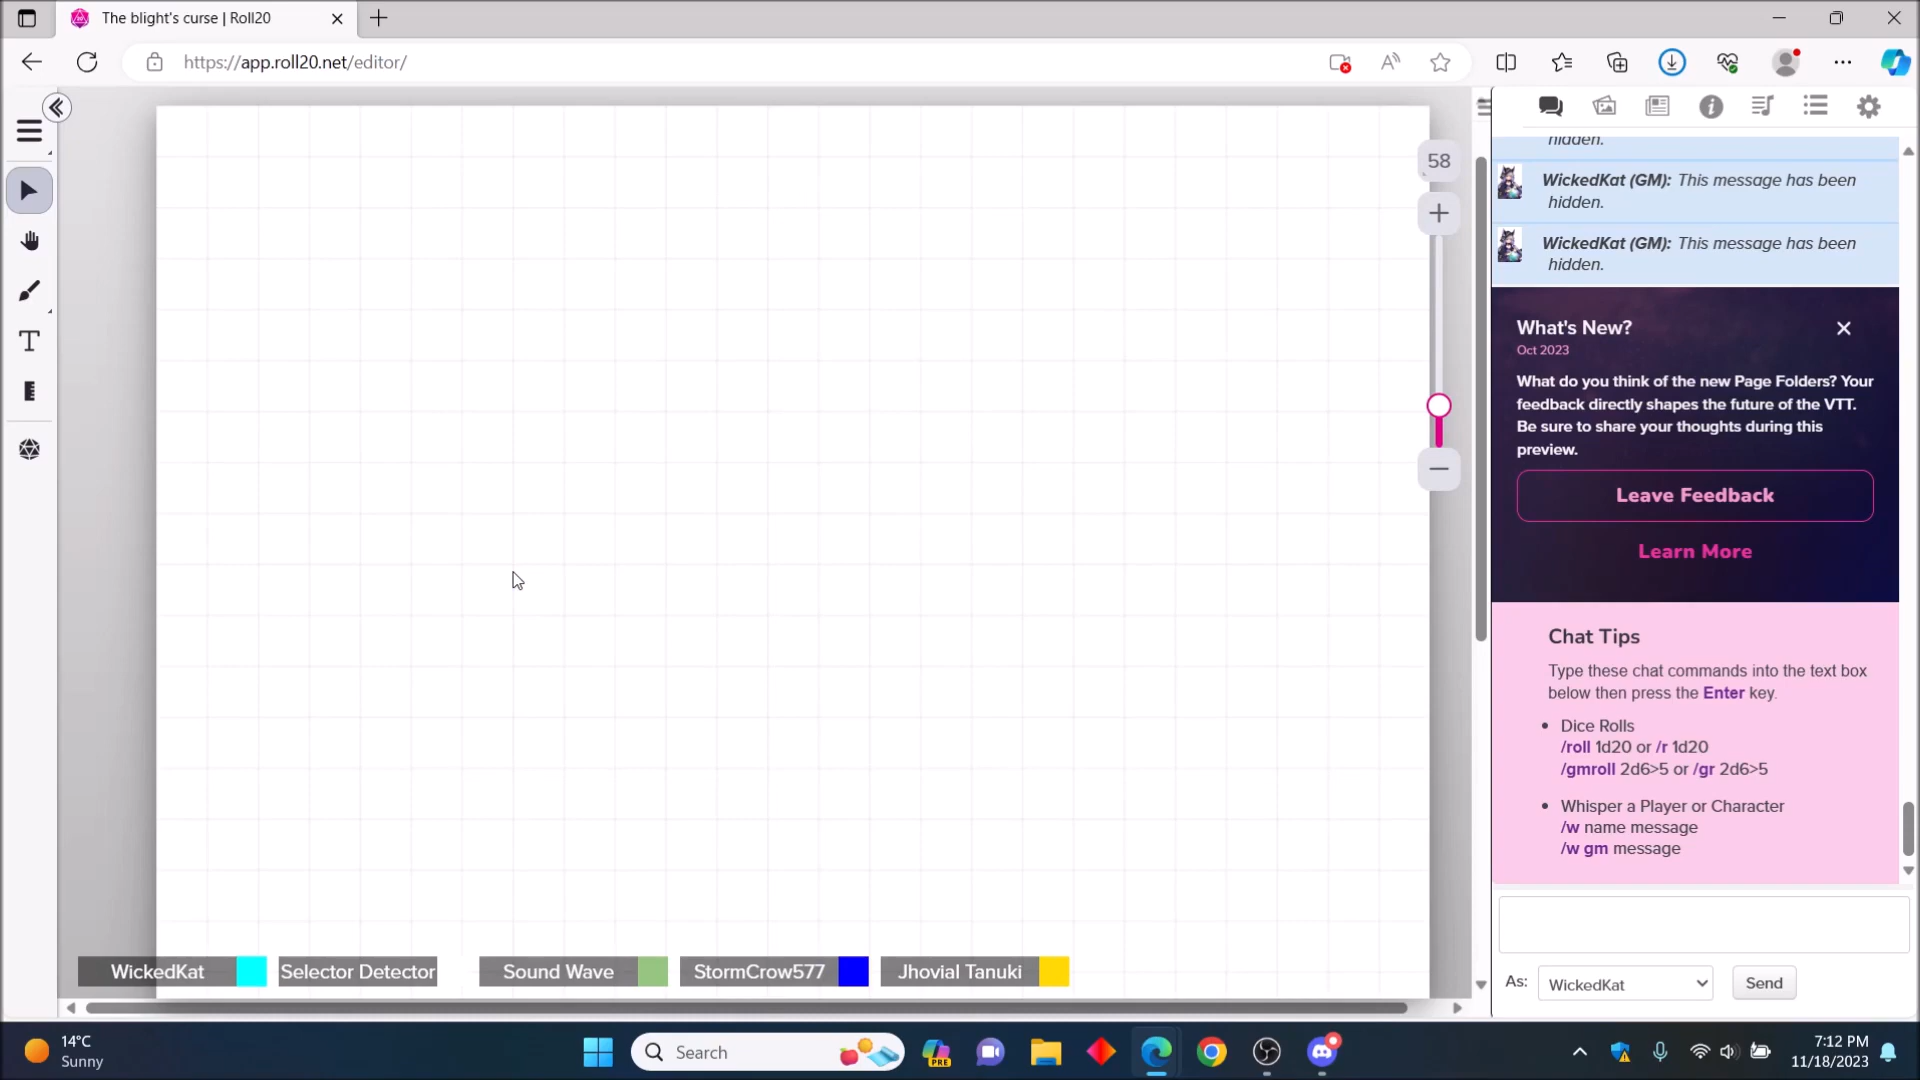 The blight's curse | Roll20
https://app.roll20.net/editor/
58
hidden.
WickedKat (GM): This message has been
hidden.
WickedKat (GM): This message has been
hidden.
What's New?
Oct 2023
What do you think of the new Page Folders? Your
feedback directly shapes the future of the VTT.
Be sure to share your thoughts during this
preview.
Leave Feedback
Learn More
Chat Tips
Type these chat commands into the text box
below then press the Enter key.
• Dice Rolls
/roll 1d20 or /r 1d20
/gmroll 2d6>5 or /gr 2d6>5
• Whisper a Player or Character
/w name message
/w gm message
WickedKat
Selector Detector
Sound Wave
StormCrow577
Jhovial Tanuki
As: WickedKat Send
14°C
Sunny
Search
PRE
7:12 PM
11/18/2023